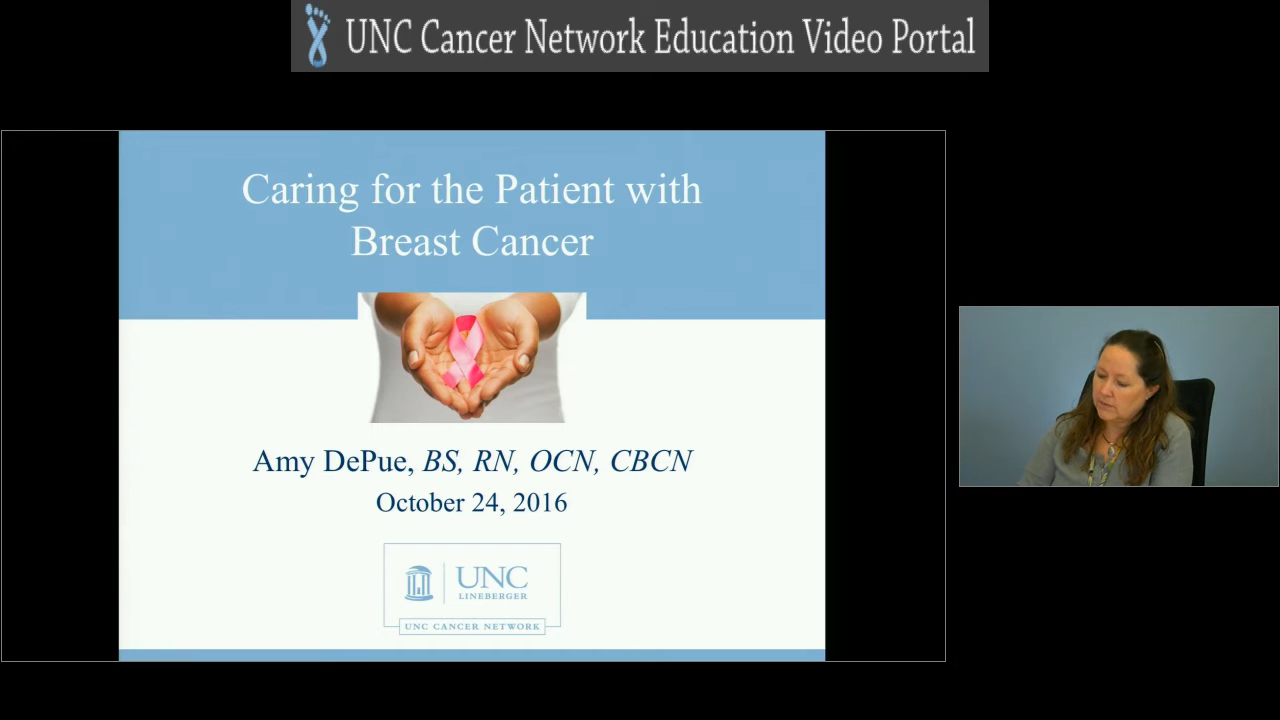 UNC Cancer Network Education Video Portal
Caring for the Patient with
Breast Cancer
Amy DePue, BS, RN, OCN, CBCN
October 24, 2016
UNC
LINEBERGER
UNC CANCER NETWORK